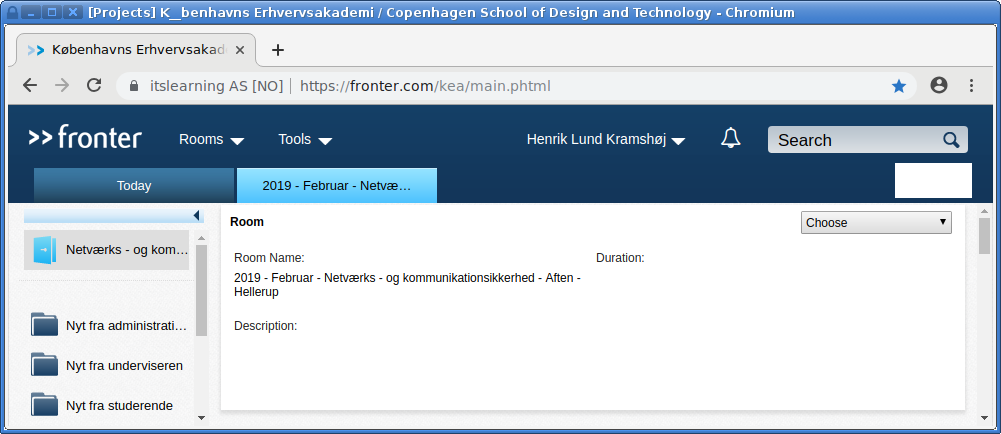 [Projects] K__benhavns Erhvervsakademi / Copenhagen School of Design and Technology - Chromium
Københavns Erhvervsakad
itslearning AS [NO] https://fronter.com/kea/main.phtml
>>fronter Rooms Tools Henrik Lund Kramshøj Search
Today 2019 - Februar - Netvæ...
Room Choose
Netværks - og kom...
Room Name: Duration:
2019 - Februar - Netværks - og kommunikationsikkerhed - Aften -
Hellerup
Description:
Nyt fra administrati...
Nyt fra underviseren
Nyt fra studerende